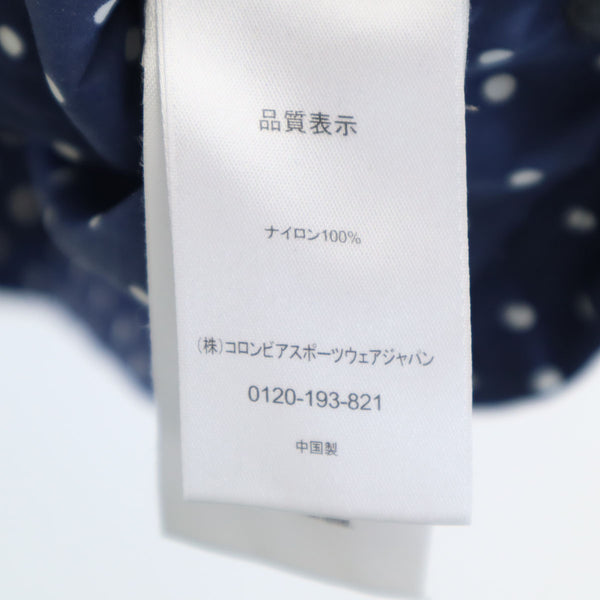 品質表示
ナイロン100%
(株)コロンビアスポーツウェアジャパン
0120-193-821
中国製